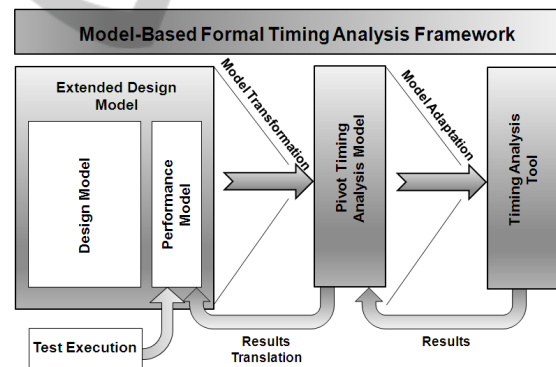 Model-Based Formal Timing Analysis Framework
Extended Design
Model
Design Model
Performance
Model
Model Transformation
Pivot Timing
Analysis Model
Model Adaptation
Timing Analysis
Tool
Test Execution
Results
Translation
Results